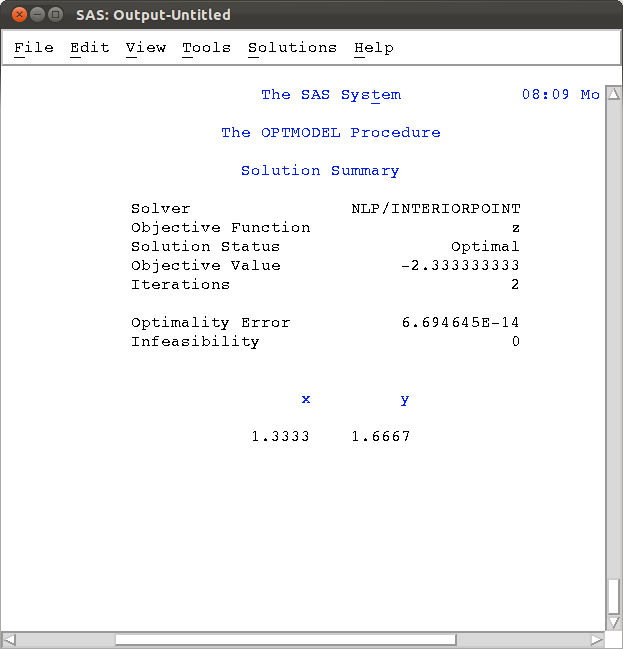 SAS: Output-Untitled
File Edit View Tools Solutions Help
The SAS System 08:09 Mo
The OPTMODEL Procedure
Solution Summary
Solver NLP/INTERIORPOINT
Objective Function z
Solution Status Optimal
Objective Value -2.333333333
Iterations 2
Optimality Error 6.694645E-14
Infeasibility 0
x y
1.3333 1.6667